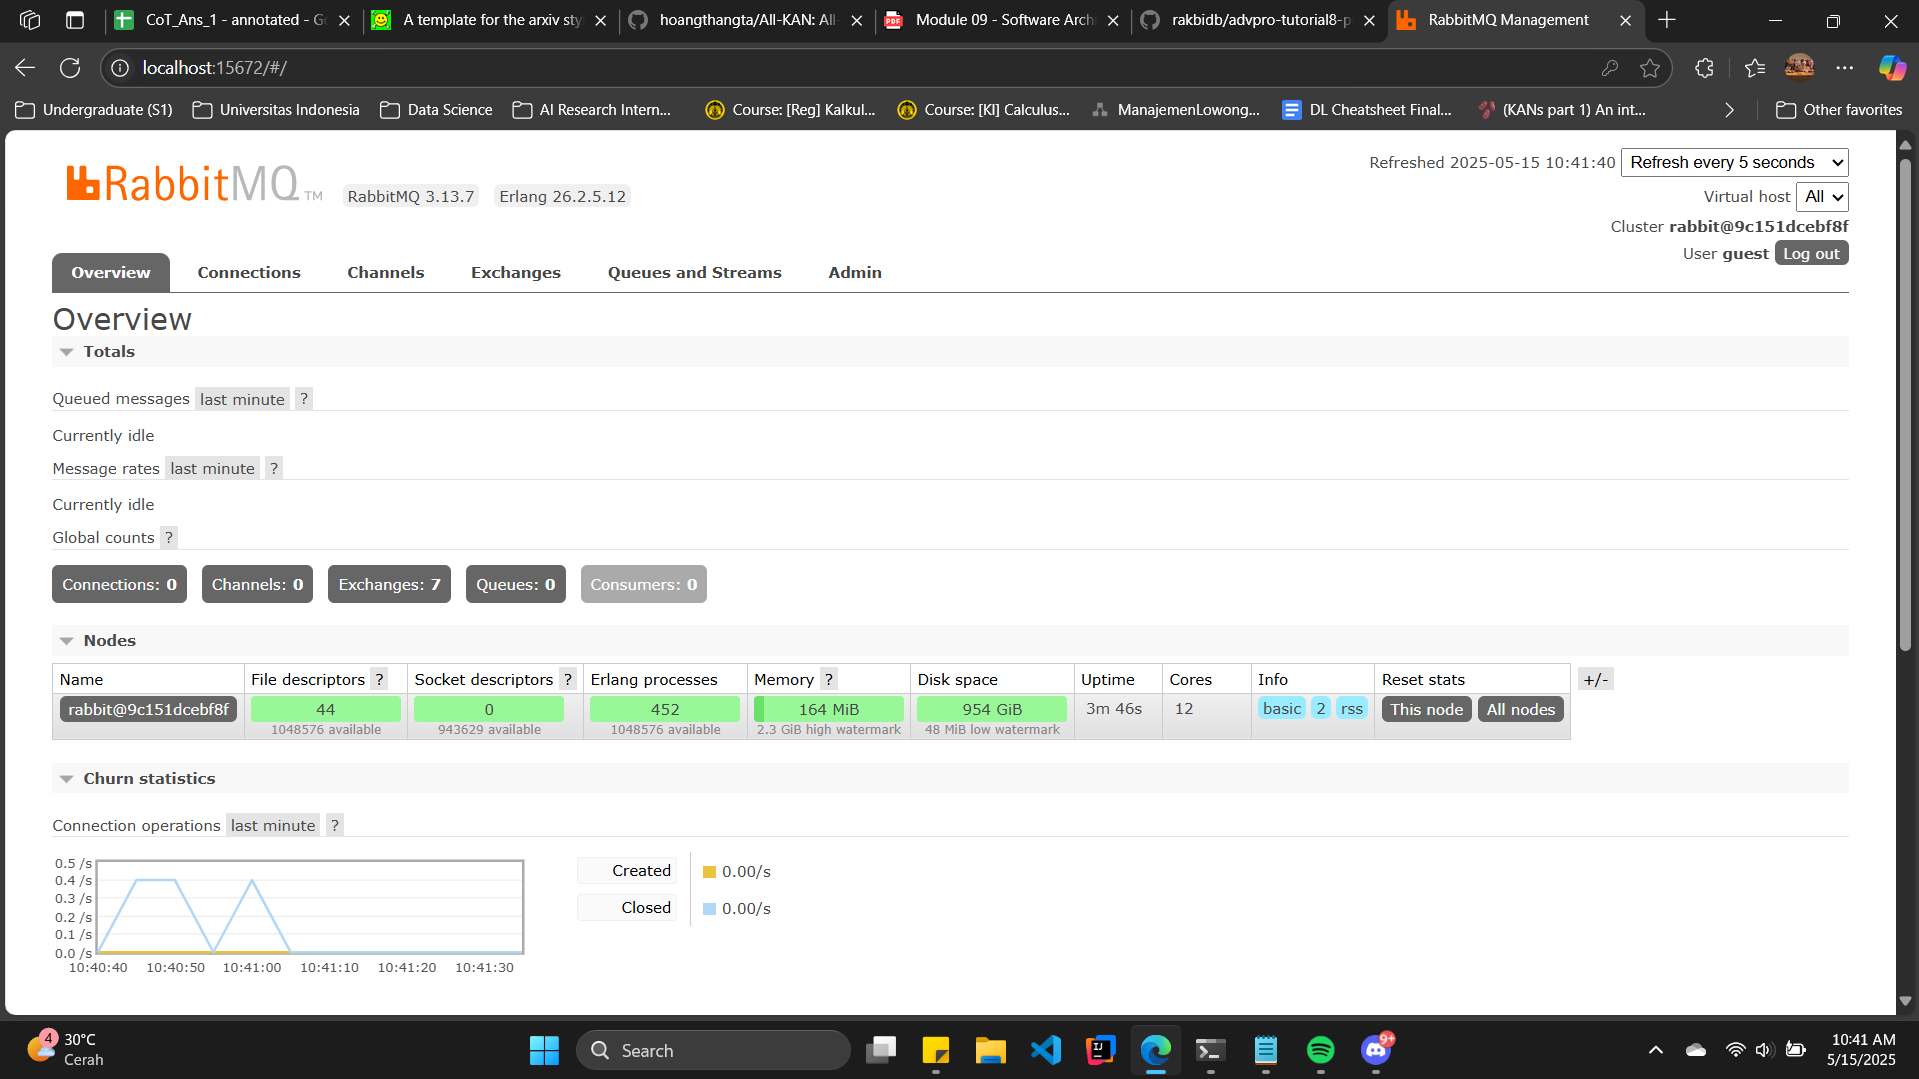 CoT_Ans_1 - annotated - G
A template for the arxiv sty
hoangthangta/All-KAN: All-
Module 09 - Software Archi
rakbidb/advpro-tutorial8-p
RabbitMQ Management
localhost:15672/#/
Undergraduate (S1)
Universitas Indonesia
Data Science
AI Research Intern...
Course: [Reg] Kalkul...
Course: [KI] Calculus...
ManajemenLowong...
DL Cheatsheet Final...
(KANs part 1) An int...
Other favorites
RabbitMQ TM
RabbitMQ 3.13.7
Erlang 26.2.5.12
Refreshed 2025-05-15 10:41:40
Refresh every 5 seconds
Virtual host All
Cluster rabbit@9c151dcebf8f
User guest Log out
Overview
Connections
Channels
Exchanges
Queues and Streams
Admin
Overview
Totals
Queued messages last minute ?
Currently idle
Message rates last minute ?
Currently idle
Global counts ?
Connections: 0
Channels: 0
Exchanges: 7
Queues: 0
Consumers: 0
Nodes
Name File descriptors ? Socket descriptors ? Erlang processes Memory ? Disk space Uptime Cores Info Reset stats +/-
rabbit@9c151dcebf8f 44 0 452 164 MiB 954 GiB 3m 46s 12 basic 2 rss This node All nodes
1048576 available 943629 available 1048576 available 2.3 GiB high watermark 48 MiB low watermark
Churn statistics
Connection operations last minute ?
0.5 /s
0.4 /s
0.3 /s
0.2 /s
0.1 /s
0.0 /s
10:40:40 10:40:50 10:41:00 10:41:10 10:41:20 10:41:30
Created 0.00/s
Closed 0.00/s
4
30°C
Cerah
Search
IJ
9+
10:41 AM
5/15/2025